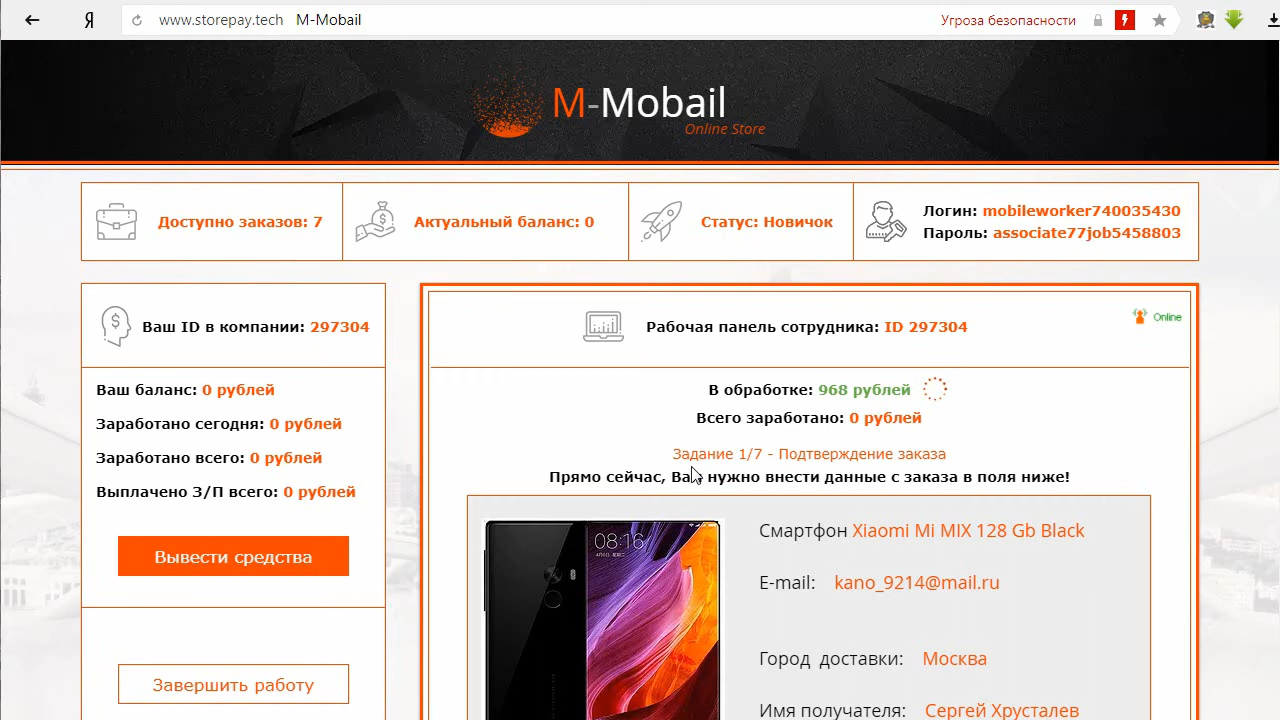 Я www.storepay.tech M-Mobail Угроза безопасности
M-Mobail
Online Store
Доступно заказов: 7
Актуальный баланс: 0
Статус: Новичок
Логин: mobileworker740035430
Пароль: associate77job5458803
Ваш ID в компании: 297304
Ваш баланс: 0 рублей
Заработано сегодня: 0 рублей
Заработано всего: 0 рублей
Выплачено З/П всего: 0 рублей
Вывести средства
Завершить работу
Рабочая панель сотрудника: ID 297304
Online
В обработке: 968 рублей
Всего заработано: 0 рублей
Задание 1/7 - Подтверждение заказа
Прямо сейчас, Вам нужно внести данные с заказа в поля ниже!
08:16
Смартфон Xiaomi Mi MIX 128 Gb Black
E-mail: kano_9214@mail.ru
Город доставки: Москва
Имя получателя: Сергей Хрусталев